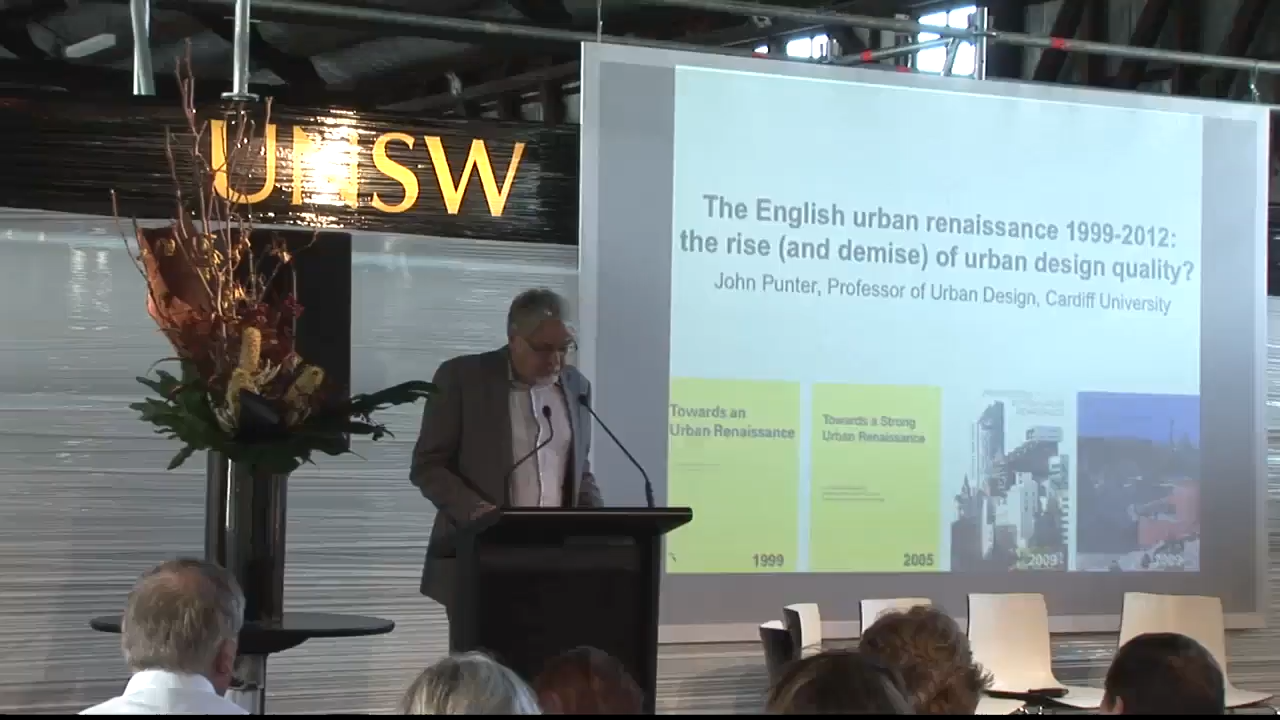 UNSW
The English urban renaissance 1999-2012:
the rise (and demise) of urban design quality?
John Punter, Professor of Urban Design, Cardiff University
Towards an
Urban Renaissance
1999
Towards a Strong
Urban Renaissance
2005
2009